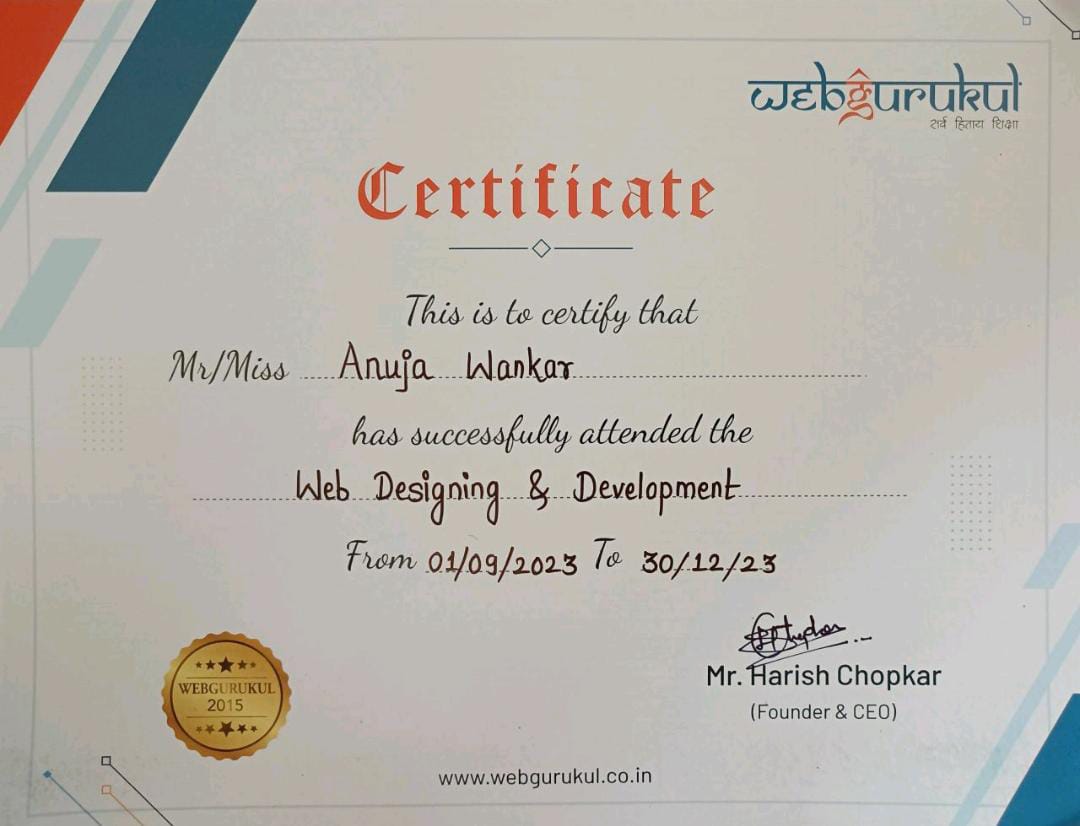 webgurukul
सर्व हिताय शिक्षा
Certificate
This is to certify that
Mr/Miss Anuja Wankar
has successfully attended the
Web Designing & Development
From 01/09/2023 To 30/12/23
Mr. Harish Chopkar
(Founder & CEO)
WEBGURUKUL
2015
www.webgurukul.co.in